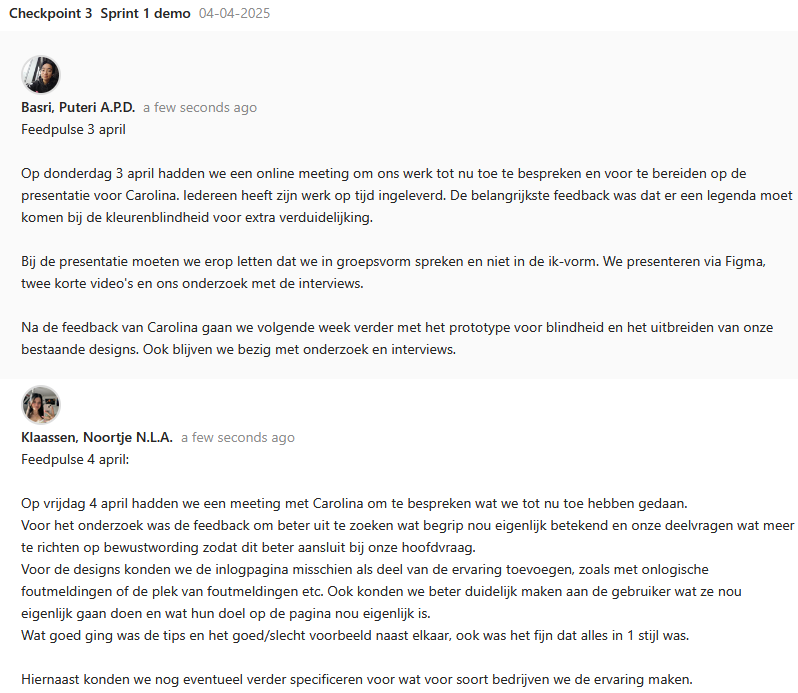 Checkpoint 3 Sprint 1 demo 04-04-2025
Basri, Puteri A.P.D. a few seconds ago
Feedpulse 3 april
Op donderdag 3 april hadden we een online meeting om ons werk tot nu toe te bespreken en voor te bereiden op de
presentatie voor Carolina. Iedereen heeft zijn werk op tijd ingeleverd. De belangrijkste feedback was dat er een legenda moet
komen bij de kleurenblindheid voor extra verduidelijking.
Bij de presentatie moeten we erop letten dat we in groepsvorm spreken en niet in de ik-vorm. We presenteren via Figma,
twee korte video's en ons onderzoek met de interviews.
Na de feedback van Carolina gaan we volgende week verder met het prototype voor blindheid en het uitbreiden van onze
bestaande designs. Ook blijven we bezig met onderzoek en interviews.
Klaassen, Noortje N.L.A. a few seconds ago
Feedpulse 4 april:
Op vrijdag 4 april hadden we een meeting met Carolina om te bespreken wat we tot nu toe hebben gedaan.
Voor het onderzoek was de feedback om beter uit te zoeken wat begrip nou eigenlijk betekend en onze deelvragen wat meer
te richten op bewustwording zodat dit beter aansluit bij onze hoofdvraag.
Voor de designs konden we de inlogpagina misschien als deel van de ervaring toevoegen, zoals met onlogische
foutmeldingen of de plek van foutmeldingen etc. Ook konden we beter duidelijk maken aan de gebruiker wat ze nou
eigenlijk gaan doen en wat hun doel op de pagina nou eigenlijk is.
Wat goed ging was de tips en het goed/slecht voorbeeld naast elkaar, ook was het fijn dat alles in 1 stijl was.
Hiernaast konden we nog eventueel verder specificeren voor wat voor soort bedrijven we de ervaring maken.